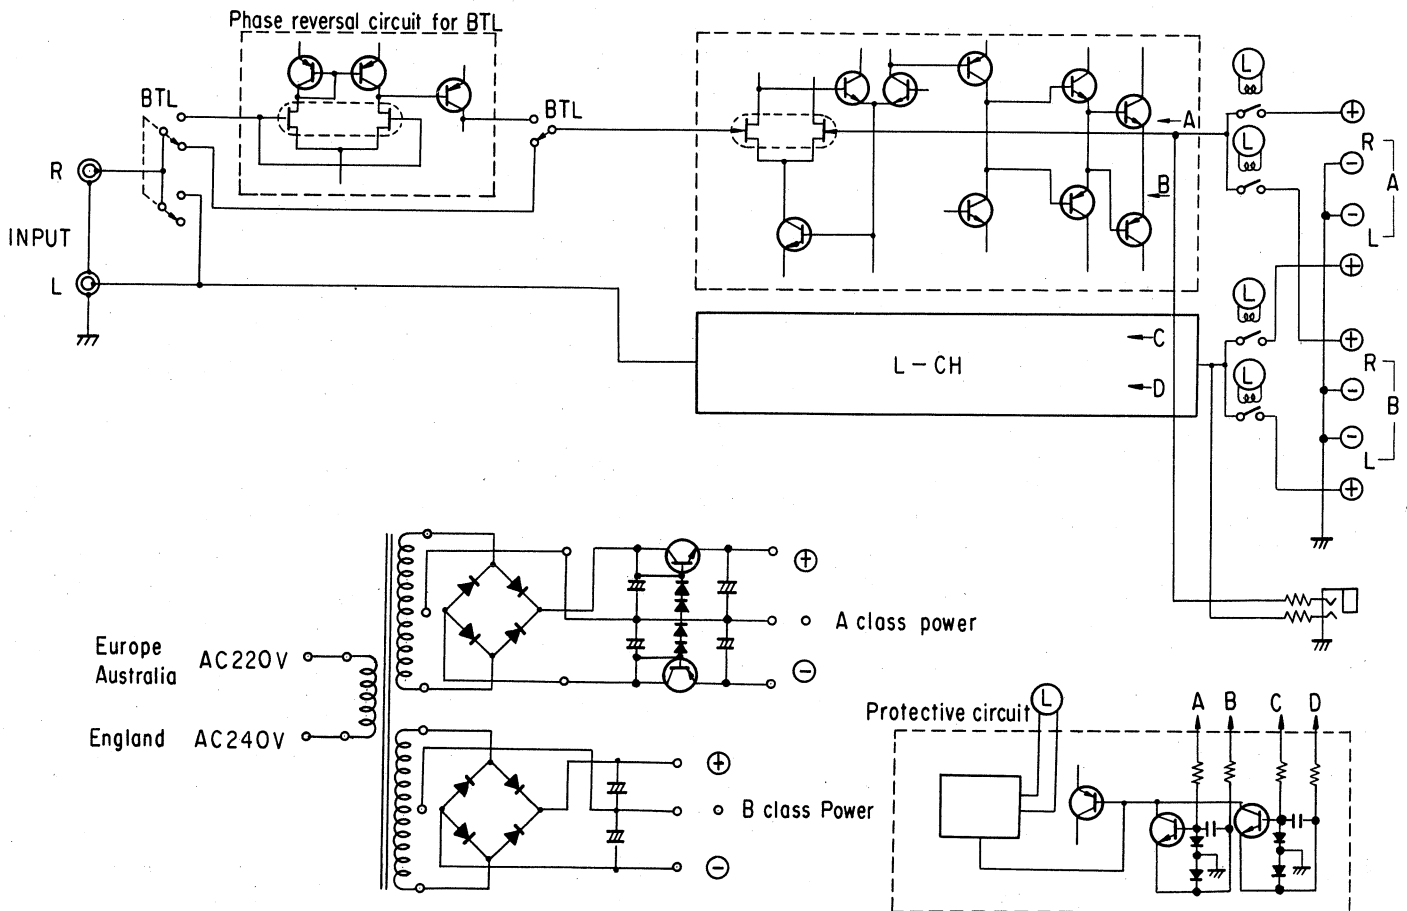 Phase reversal circuit for BTL
BTL
BTL
R
INPUT
L
A
B
L
L
R
A
L
L - CH
C
D
L
L
R
B
L
Europe
Australia
AC220V
England
AC240V
A class power
B class Power
Protective circuit
L
A B C D